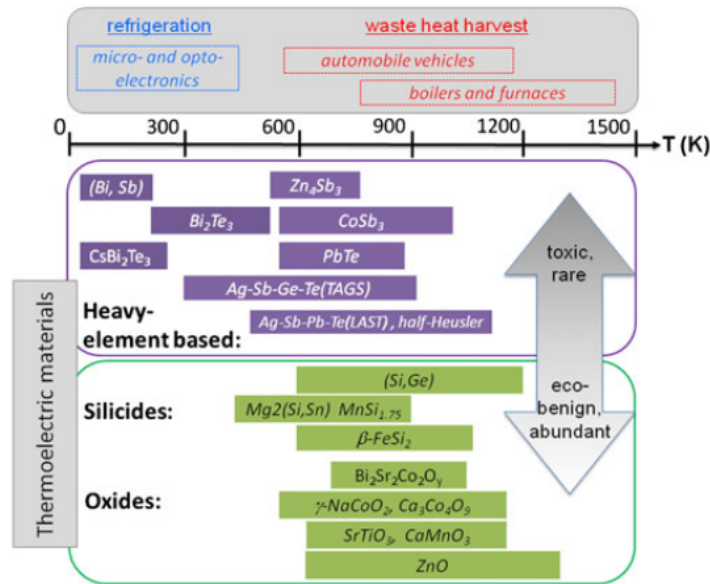 refrigeration
waste heat harvest
micro- and opto-
electronics
automobile vehicles
boilers and furnaces
0 300 600 900 1200 1500
T (K)
(Bi, Sb)
Zn₄Sb₃
Bi₂Te₃
CoSb₃
CsBi₂Te₃
PbTe
Ag-Sb-Ge-Te(TAGS)
Heavy-
element based:
Ag-Sb-Pb-Te(LAST) , half-Heusler
toxic,
rare
Thermoelectric materials
(Si,Ge)
Silicides:
Mg2(Si,Sn) MnSi₁.₇₅
β-FeSi₂
eco-
benign,
abundant
Bi₂Sr₂Co₂Oᵧ
Oxides:
γ-NaCoO₂, Ca₃Co₄O₉
SrTiO₃, CaMnO₃
ZnO